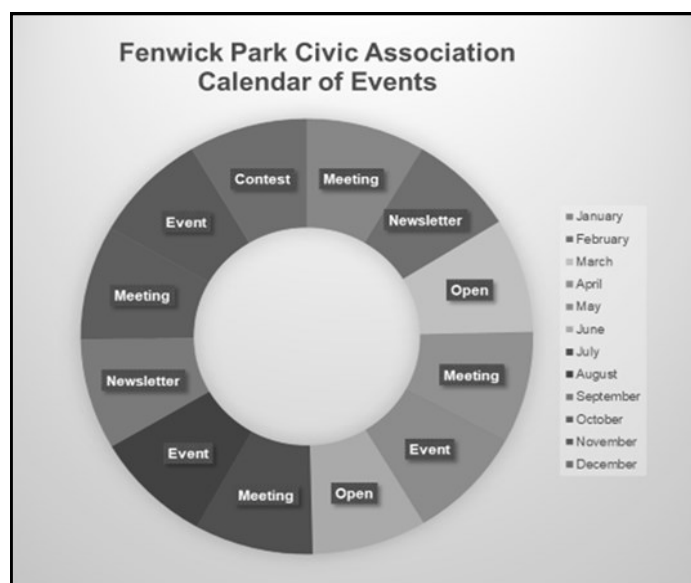 Fenwick Park Civic Association
Calendar of Events
Contest
Meeting
Newsletter
Event
Open
Meeting
Meeting
Newsletter
Event
Event
Meeting
Open
January
February
March
April
May
June
July
August
September
October
November
December